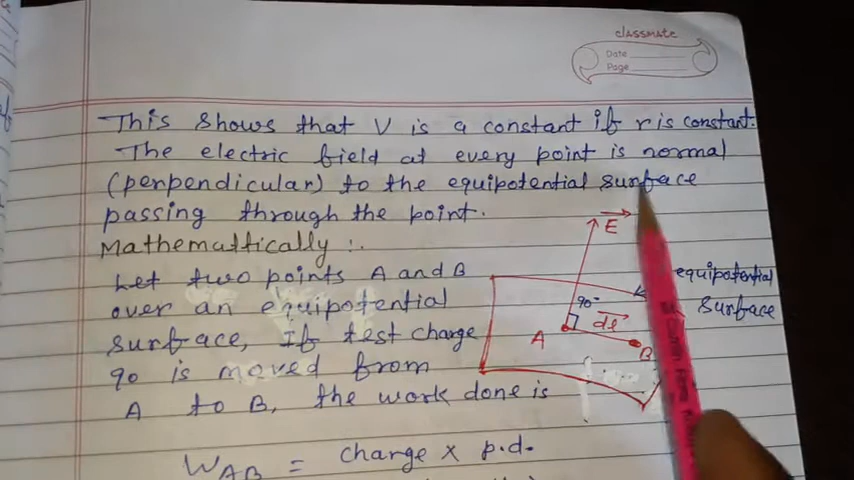 classmate
Date
Page
This shows that V is a constant if r is constant.
The electric field at every point is normal
(perpendicular) to the equipotential surface
passing through the point.
Mathemattically :.
Let two points A and B
over an equipotential
surface, If test charge
q0 is moved from
A to B, the work done is
W AB = charge x p.d.
E
90°
A
dl
B
equipotential
surface